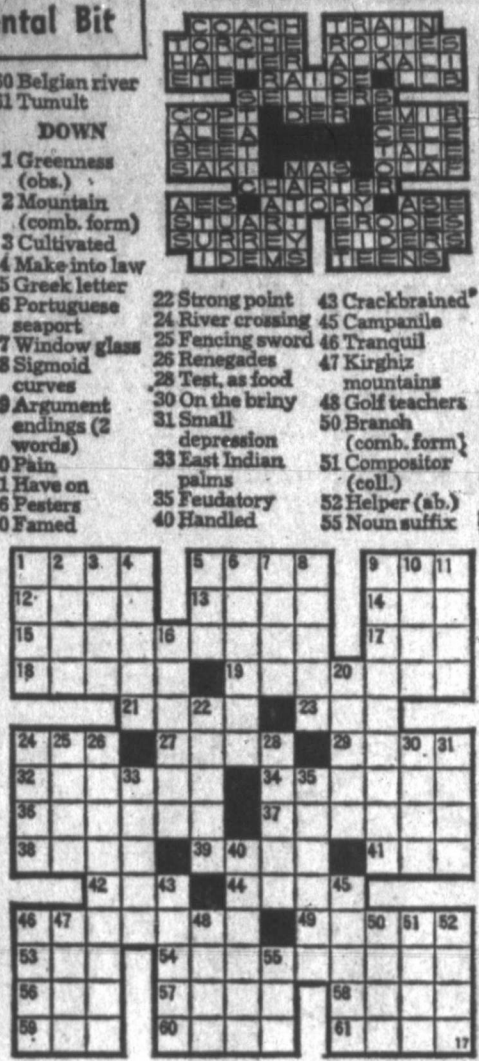 ntal Bit
60 Belgian river
61 Tumult
DOWN
1 Greenness
(obs.)
2 Mountain
(comb. form)
3 Cultivated
4 Make into law
5 Greek letter
6 Portuguese
seaport
7 Window glass
8 Sigmoid
curves
9 Argument
endings (2
words)
0 Pain
1 Have on
6 Pesters
0 Famed
COACH TRAIN
TORCHER ROUTES
HALTER ALKALI
ETE RAIDE LLB
SELLERS
COPT DER EMIR
ALEA CELE
BEET
SAKI MAS OLAF
CHARTER
AES ATORY ASE
STUART ERODES
SURREY EIDERS
IDEMS TEENS
22 Strong point
24 River crossing
25 Fencing sword
26 Renegades
28 Test, as food
30 On the briny
31 Small
depression
33 East Indian
palms
35 Feudatory
40 Handled
43 Crackbrained
45 Campanile
46 Tranquil
47 Kirghiz
mountains
48 Golf teachers
50 Branch
(comb. form)
51 Compositor
(coll.)
52 Helper (ab.)
55 Noun suffix
1 2 3 4 5 6 7 8 9 10 11
12 13 14
15 16 17
18 19 20
21 22 23
24 25 26 27 28 29 30 31
32 33 34 35
36 37
38 39 40 41
42 43 44 45
46 47 48 49 50 51 52
53 54 55
56 57 58
59 60 61
17